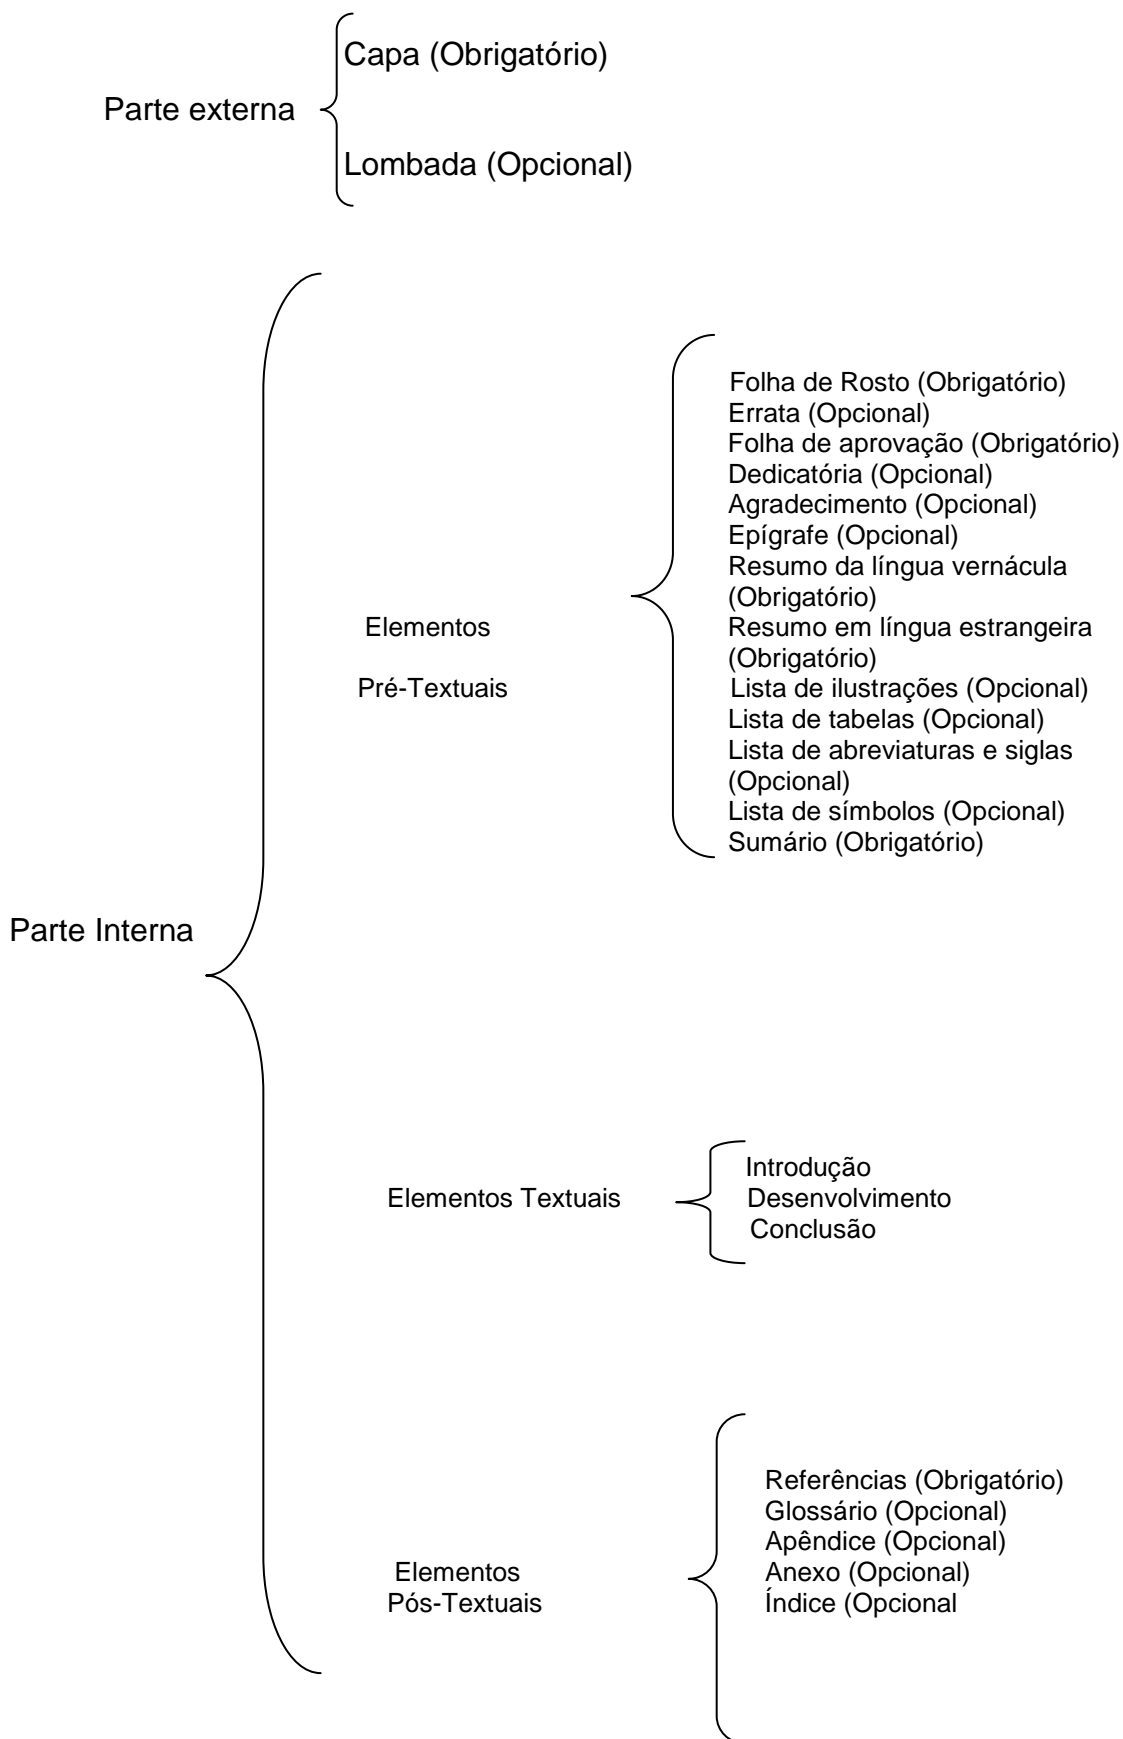 Capa (Obrigatório)
Parte externa
Lombada (Opcional)
Parte Interna
Elementos
Pré-Textuais
Folha de Rosto (Obrigatório)
Errata (Opcional)
Folha de aprovação (Obrigatório)
Dedicatória (Opcional)
Agradecimento (Opcional)
Epígrafe (Opcional)
Resumo da língua vernácula
(Obrigatório)
Resumo em língua estrangeira
(Obrigatório)
Lista de ilustrações (Opcional)
Lista de tabelas (Opcional)
Lista de abreviaturas e siglas
(Opcional)
Lista de símbolos (Opcional)
Sumário (Obrigatório)
Elementos Textuais
Introdução
Desenvolvimento
Conclusão
Elementos
Pós-Textuais
Referências (Obrigatório)
Glossário (Opcional)
Apêndice (Opcional)
Anexo (Opcional)
Índice (Opcional